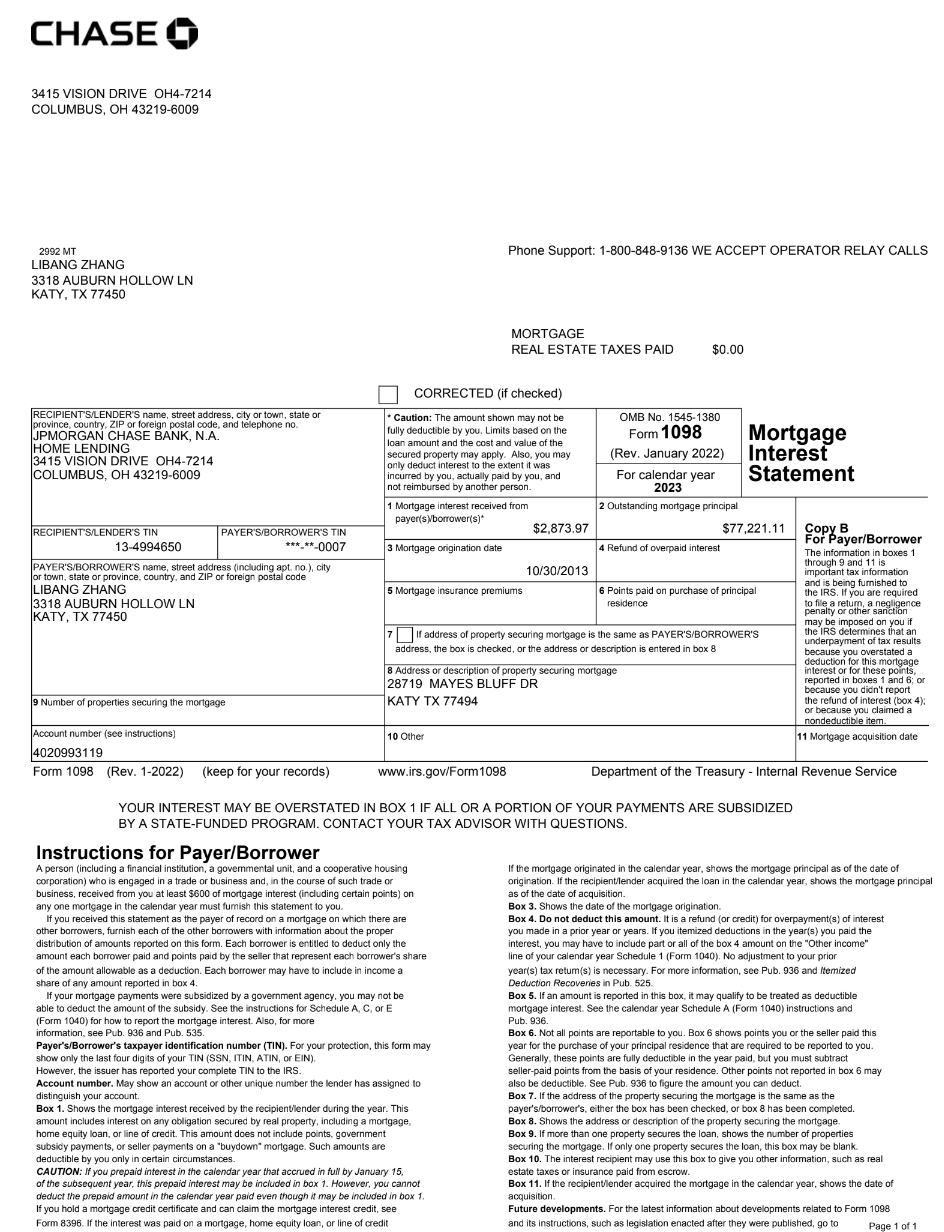 CHASE
3415 VISION DRIVE OH4-7214
COLUMBUS, OH 43219-6009
2992 MT
LIBANG ZHANG
3318 AUBURN HOLLOW LN
KATY, TX 77450
Phone Support: 1-800-848-9136 WE ACCEPT OPERATOR RELAY CALLS
MORTGAGE
REAL ESTATE TAXES PAID $0.00
CORRECTED (if checked)
RECIPIENT'S/LENDER'S name, street address, city or town, state or
province, country, ZIP or foreign postal code, and telephone no.
JPMORGAN CHASE BANK, N.A.
HOME LENDING
3415 VISION DRIVE OH4-7214
COLUMBUS, OH 43219-6009
* Caution: The amount shown may not be
fully deductible by you. Limits based on the
loan amount and the cost and value of the
secured property may apply. Also, you may
only deduct interest to the extent it was
incurred by you, actually paid by you, and
not reimbursed by another person.
OMB No. 1545-1380
Form 1098
(Rev. January 2022)
For calendar year
2023
Mortgage
Interest
Statement
RECIPIENT'S/LENDER'S TIN
13-4994650
PAYER'S/BORROWER'S TIN
***-**-0007
1 Mortgage interest received from
payer(s)/borrower(s)*
$2,873.97
2 Outstanding mortgage principal
$77,221.11
3 Mortgage origination date
10/30/2013
4 Refund of overpaid interest
5 Mortgage insurance premiums
6 Points paid on purchase of principal
residence
PAYER'S/BORROWER'S name, street address (including apt. no.), city
or town, state or province, country, and ZIP or foreign postal code
LIBANG ZHANG
3318 AUBURN HOLLOW LN
KATY, TX 77450
7 If address of property securing mortgage is the same as PAYER'S/BORROWER'S
address, the box is checked, or the address or description is entered in box 8
8 Address or description of property securing mortgage
28719 MAYES BLUFF DR
KATY TX 77494
9 Number of properties securing the mortgage
Copy B
For Payer/Borrower
The information in boxes 1
through 9 and 11 is
important tax information
and is being furnished to
the IRS. If you are required
to file a return, a negligence
penalty or other sanction
may be imposed on you if
the IRS determines that an
underpayment of tax results
because you overstated a
deduction for this mortgage
interest or for these points,
reported in boxes 1 and 6; or
because you didn't report
the refund of interest (box 4);
or because you claimed a
nondeductible item.
Account number (see instructions)
4020993119
10 Other
11 Mortgage acquisition date
Form 1098 (Rev. 1-2022) (keep for your records) www.irs.gov/Form1098 Department of the Treasury - Internal Revenue Service
YOUR INTEREST MAY BE OVERSTATED IN BOX 1 IF ALL OR A PORTION OF YOUR PAYMENTS ARE SUBSIDIZED
BY A STATE-FUNDED PROGRAM. CONTACT YOUR TAX ADVISOR WITH QUESTIONS.
Instructions for Payer/Borrower
A person (including a financial institution, a governmental unit, and a cooperative housing
corporation) who is engaged in a trade or business and, in the course of such trade or
business, received from you at least $600 of mortgage interest (including certain points) on
any one mortgage in the calendar year must furnish this statement to you.
If you received this statement as the payer of record on a mortgage on which there are
other borrowers, furnish each of the other borrowers with information about the proper
distribution of amounts reported on this form. Each borrower is entitled to deduct only the
amount each borrower paid and points paid by the seller that represent each borrower's share
of the amount allowable as a deduction. Each borrower may have to include in income a
share of any amount reported in box 4.
If your mortgage payments were subsidized by a government agency, you may not be
able to deduct the amount of the subsidy. See the instructions for Schedule A, C, or E
(Form 1040) for how to report the mortgage interest. Also, for more
information, see Pub. 936 and Pub. 535.
Payer's/Borrower's taxpayer identification number (TIN). For your protection, this form may
show only the last four digits of your TIN (SSN, ITIN, ATIN, or EIN).
However, the issuer has reported your complete TIN to the IRS.
Account number. May show an account or other unique number the lender has assigned to
distinguish your account.
Box 1. Shows the mortgage interest received by the recipient/lender during the year. This
amount includes interest on any obligation secured by real property, including a mortgage,
home equity loan, or line of credit. This amount does not include points, government
subsidy payments, or seller payments on a "buydown" mortgage. Such amounts are
deductible by you only in certain circumstances.
CAUTION: If you prepaid interest in the calendar year that accrued in full by January 15,
of the subsequent year, this prepaid interest may be included in box 1. However, you cannot
deduct the prepaid amount in the calendar year paid even though it may be included in box 1.
If you hold a mortgage credit certificate and can claim the mortgage interest credit, see
Form 8396. If the interest was paid on a mortgage, home equity loan, or line of credit
If the mortgage originated in the calendar year, shows the mortgage principal as of the date of
origination. If the recipient/lender acquired the loan in the calendar year, shows the mortgage principal
as of the date of acquisition.
Box 3. Shows the date of the mortgage origination.
Box 4. Do not deduct this amount. It is a refund (or credit) for overpayment(s) of interest
you made in a prior year or years. If you itemized deductions in the year(s) you paid the
interest, you may have to include part or all of the box 4 amount on the "Other income"
line of your calendar year Schedule 1 (Form 1040). No adjustment to your prior
year(s) tax return(s) is necessary. For more information, see Pub. 936 and Itemized
Deduction Recoveries in Pub. 525.
Box 5. If an amount is reported in this box, it may qualify to be treated as deductible
mortgage interest. See the calendar year Schedule A (Form 1040) instructions and
Pub. 936.
Box 6. Not all points are reportable to you. Box 6 shows points you or the seller paid this
year for the purchase of your principal residence that are required to be reported to you.
Generally, these points are fully deductible in the year paid, but you must subtract
seller-paid points from the basis of your residence. Other points not reported in box 6 may
also be deductible. See Pub. 936 to figure the amount you can deduct.
Box 7. If the address of the property securing the mortgage is the same as the
payer's/borrower's, either the box has been checked, or box 8 has been completed.
Box 8. Shows the address or description of the property securing the mortgage.
Box 9. If more than one property secures the loan, shows the number of properties
securing the mortgage. If only one property secures the loan, this box may be blank.
Box 10. The interest recipient may use this box to give you other information, such as real
estate taxes or insurance paid from escrow.
Box 11. If the recipient/lender acquired the mortgage in the calendar year, shows the date of
acquisition.
Future developments. For the latest information about developments related to Form 1098
and its instructions, such as legislation enacted after they were published, go to
Page 1 of 1